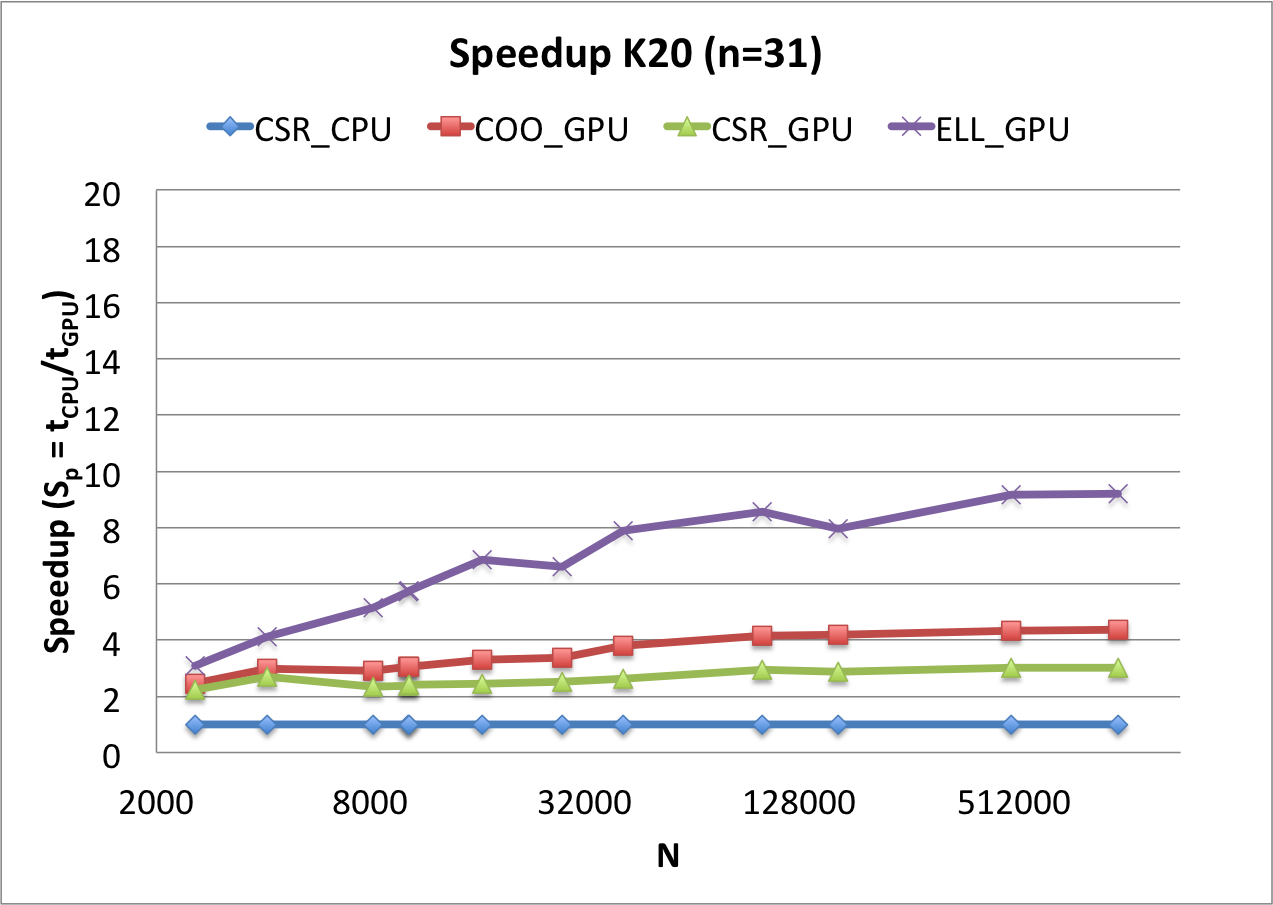 Speedup K20 (n=31)
CSR_CPU COO_GPU CSR_GPU ELL_GPU
Speedup (Sp = tCPU/tGPU)
20
18
16
14
12
10
8
6
4
2
0
2000 8000 32000 128000 512000
N